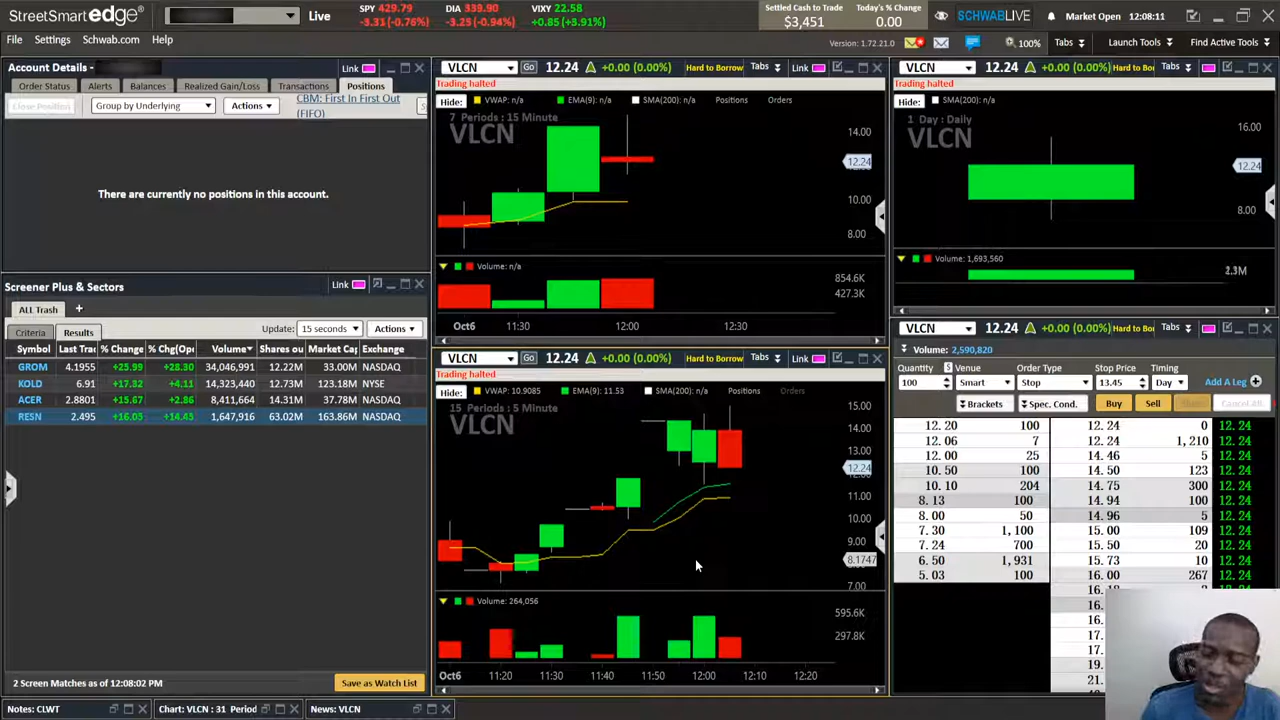 StreetSmart edge®
Live
SPY 429.79
-3.31 (-0.76%)
DIA 339.90
-3.25 (-0.94%)
VIXY 22.58
+0.85 (+3.91%)
Settled Cash to Trade
$3,451
Today's % Change
0.00
SCHWABLIVE
Market Open
12:08:11
File Settings Schwab.com Help
Version: 1.72.21.0
100%
Tabs
Launch Tools
Find Active Tools
Account Details -
Link
Order Status Alerts Balances Realized Gain/Loss Transactions Positions
Close Position
Group by Underlying
Actions
CBM: First In First Out (FIFO)
There are currently no positions in this account.
Screener Plus & Sectors
Link
ALL Trash +
Criteria Results
Update: 15 seconds
Actions
Symbol Last Tra % Change % Chg(Ope Volume Shares ou Market Cap Exchange
GROM 4.1955 +25.99 +28.30 34,046,991 12.22M 33.00M NASDAQ
KOLD 6.91 +17.32 +4.11 14,323,440 12.73M 123.18M NYSE
ACER 2.8801 +15.67 +2.86 8,411,664 14.31M 37.78M NASDAQ
RESN 2.495 +16.05 +14.45 1,647,916 63.02M 163.86M NASDAQ
2 Screen Matches as of 12:08:02 PM
Save as Watch List
Notes: CLWT
Chart: VLCN : 31 Period
News: VLCN
VLCN Go 12.24 +0.00 (0.00%) Hard to Borrow Tabs Link
Trading halted
Hide: VWAP: n/a EMA(9): n/a SMA(200): n/a Positions Orders
7 Periods : 15 Minute
VLCN
14.00
12.24
10.00
8.00
Volume: n/a
854.6K
427.3K
Oct6 11:30 12:00 12:30
VLCN Go 12.24 +0.00 (0.00%) Hard to Borrow Tabs Link
Trading halted
Hide: VWAP: 10.9085 EMA(9): 11.53 SMA(200): n/a Positions Orders
15 Periods : 5 Minute
VLCN
15.00
14.00
13.00
12.24
11.00
10.00
9.00
8.1747
7.00
Volume: 264,056
595.6K
297.8K
Oct6 11:20 11:30 11:40 11:50 12:00 12:10 12:20
VLCN 12.24 +0.00 (0.00%) Hard to Bo Tabs
Trading halted
Hide: SMA(200): n/a
1 Day : Daily
VLCN
16.00
12.24
8.00
Volume: 1,693,560
2.3M
VLCN 12.24 +0.00 (0.00%) Hard to Bo Tabs
Volume: 2,590,820
Quantity S Venue Order Type Stop Price Timing
100 Smart Stop 13.45 Day
Add A Leg
Brackets Spec. Cond. Buy Sell Cancel All
12.20 100 12.24 0 12.24
12.06 7 12.24 1,210 12.24
12.00 25 14.46 5 12.24
10.50 100 14.50 123 12.24
10.10 204 14.75 300 12.24
8.13 100 14.94 100 12.24
8.00 50 14.96 5 12.24
7.30 1,100 15.00 109 12.24
7.24 700 15.50 20 12.24
6.50 1,931 15.73 10 12.24
5.03 100 16.00 267 12.24
16.
16.
17.
17.
19.
21.